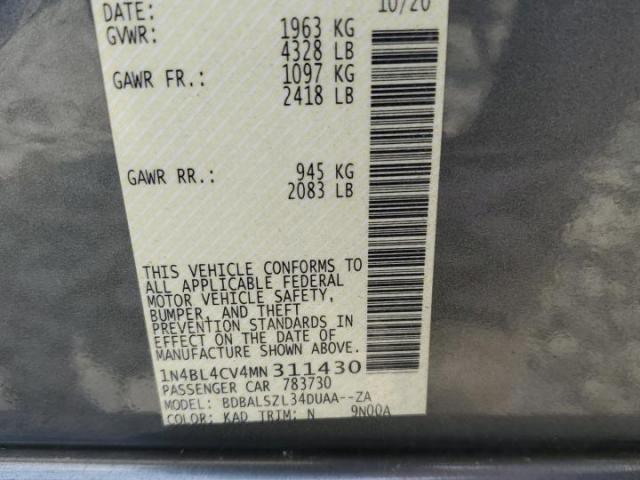 DATE: 10/20
GVWR: 1963 KG
4328 LB
GAWR FR.: 1097 KG
2418 LB
GAWR RR.: 945 KG
2083 LB
THIS VEHICLE CONFORMS TO
ALL APPLICABLE FEDERAL
MOTOR VEHICLE SAFETY,
BUMPER, AND THEFT
PREVENTION STANDARDS IN
EFFECT ON THE DATE OF
MANUFACTURE SHOWN ABOVE.
1N4BL4CV4MN311430
PASSENGER CAR 783730
MODEL: BDBALSZL34DUAA--ZA
COLOR: KAD TRIM: N 9N00A